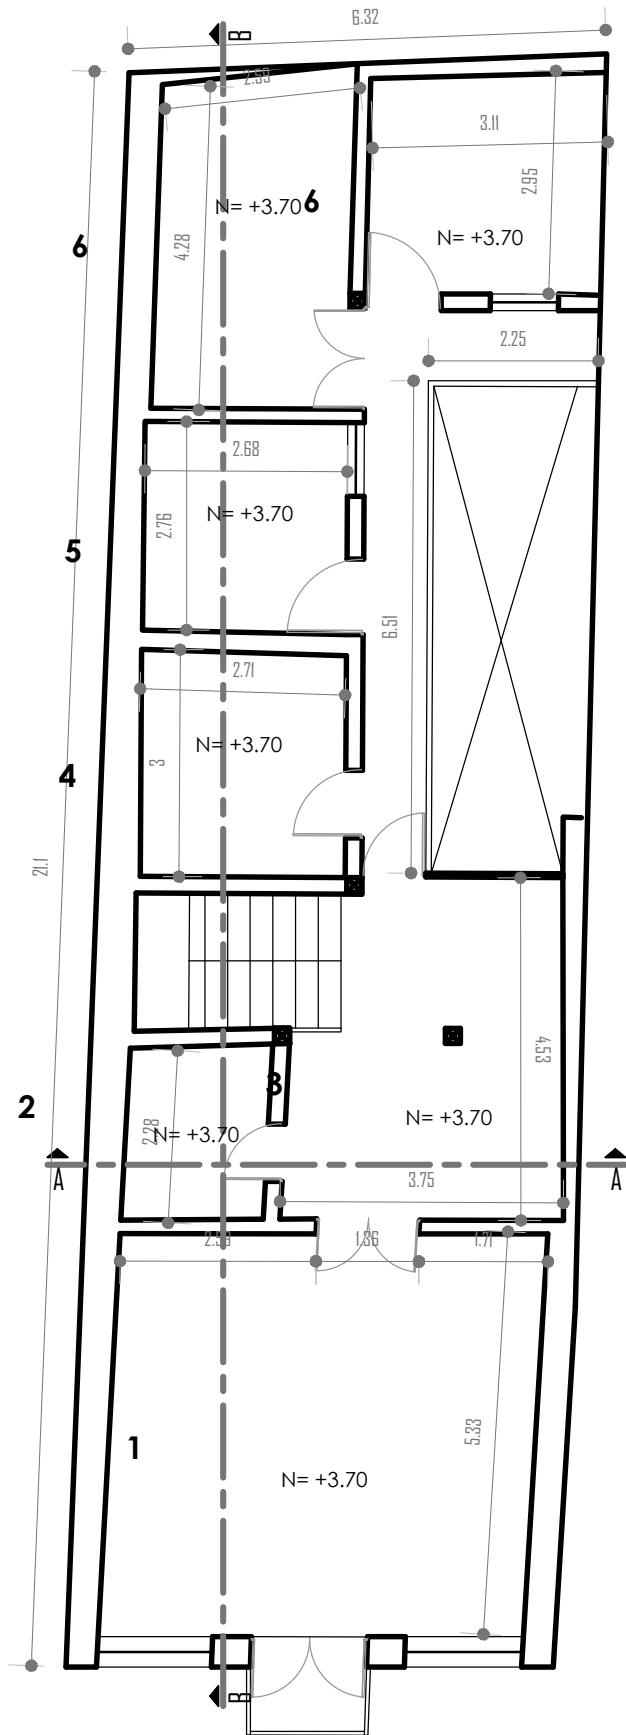 6.32
B
2.59
3.11
2.95
N= +3.70
6
N= +3.70
4.28
6
2.25
2.68
N= +3.70
2.76
5
6.51
2.71
N= +3.70
3
4
21.1
4.53
3
2
N= +3.70
2.28
N= +3.70
A
A
3.75
1.36
1.71
5.33
1
N= +3.70
B